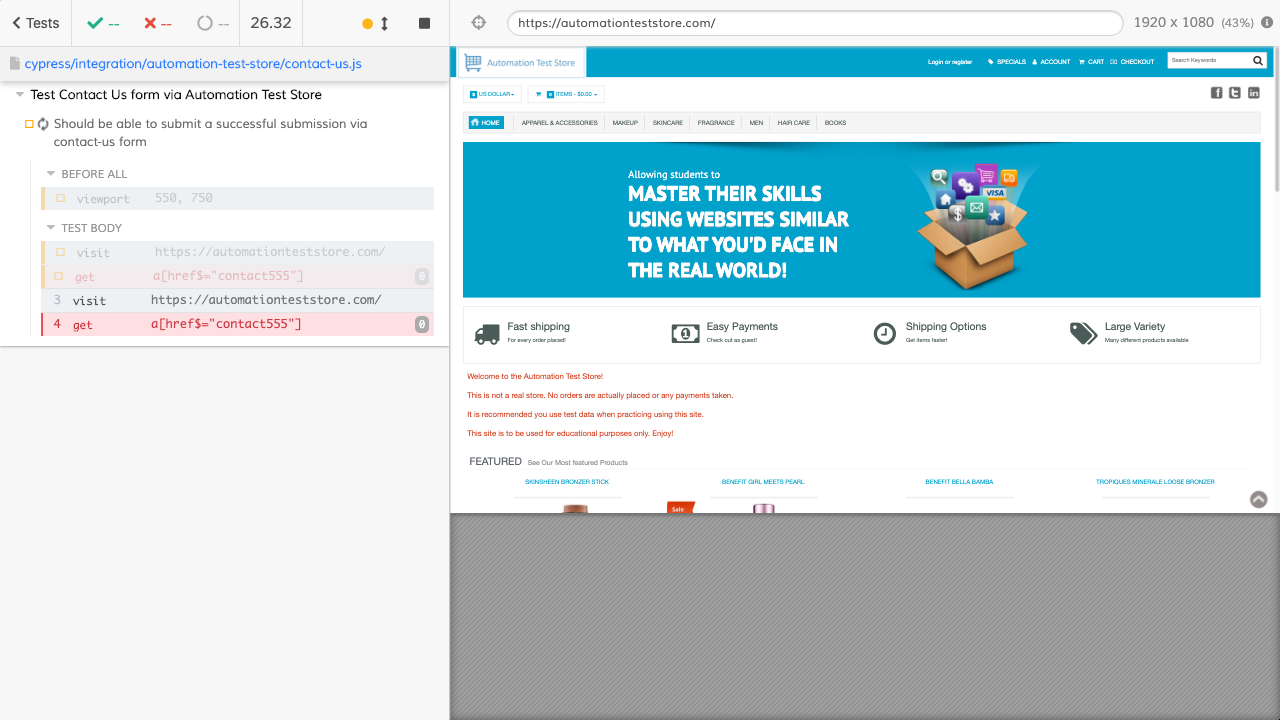 Tests
--
--
--
26.32
https://automationteststore.com/
1920 x 1080 (43%)
cypress/integration/automation-test-store/contact-us.js
Test Contact Us form via Automation Test Store
Should be able to submit a successful submission via
contact-us form
BEFORE ALL
viewport 550, 750
TEST BODY
visit https://automationteststore.com/
get a[href$="contact555"] 0
3 visit https://automationteststore.com/
4 get a[href$="contact555"] 0
Automation Test Store
Login or register
SPECIALS
ACCOUNT
CART
CHECKOUT
Search Keywords
$ US DOLLAR
0 ITEMS - $0.00
HOME
APPAREL & ACCESSORIES
MAKEUP
SKINCARE
FRAGRANCE
MEN
HAIR CARE
BOOKS
Allowing students to
MASTER THEIR SKILLS
USING WEBSITES SIMILAR
TO WHAT YOU'D FACE IN
THE REAL WORLD!
VISA
Fast shipping
For every order placed!
Easy Payments
Check out as guest!
Shipping Options
Get items faster!
Large Variety
Many different products available
Welcome to the Automation Test Store!
This is not a real store. No orders are actually placed or any payments taken.
It is recommended you use test data when practicing using this site.
This site is to be used for educational purposes only. Enjoy!
FEATURED See Our Most featured Products
SKINSHEEN BRONZER STICK
BENEFIT GIRL MEETS PEARL
BENEFIT BELLA BAMBA
TROPIQUES MINERALE LOOSE BRONZER
Sale